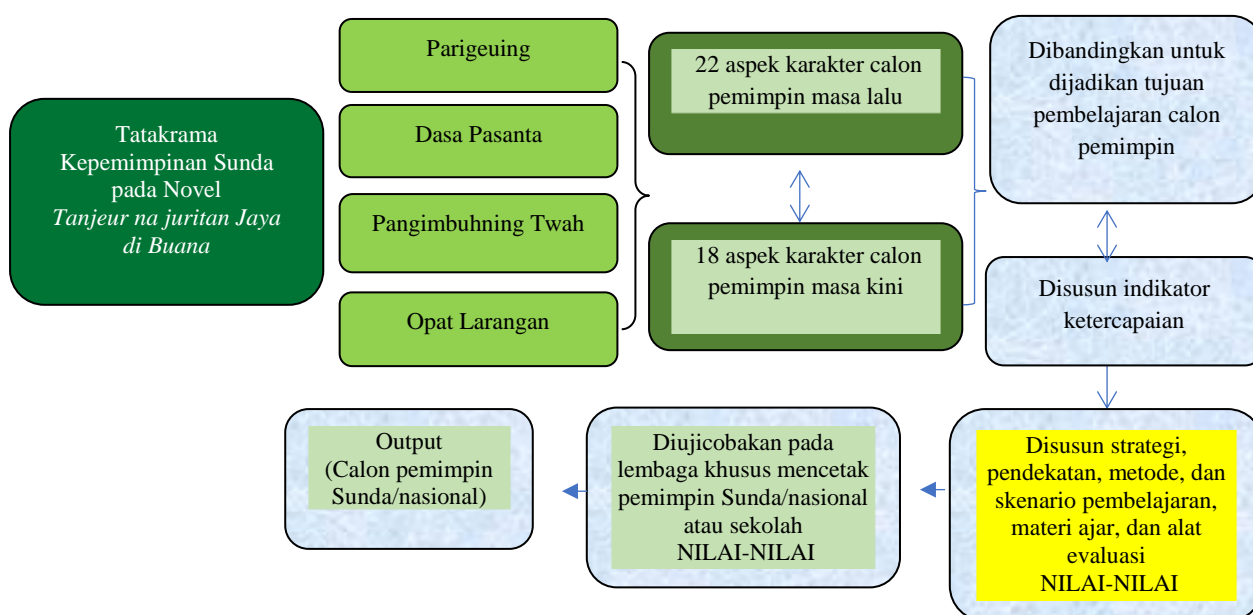 Tatakrama
Kepemimpinan Sunda
pada Novel
Tanjeur na juritan Jaya
di Buana
Parigeuing
Dasa Pasanta
Pangimbuhning Twah
Opat Larangan
22 aspek karakter calon
pemimpin masa lalu
18 aspek karakter calon
pemimpin masa kini
Dibandingkan untuk
dijadikan tujuan
pembelajaran calon
pemimpin
Disusun indikator
ketercapaian
Disusun strategi,
pendekatan, metode, dan
skenario pembelajaran,
materi ajar, dan alat
evaluasi
NILAI-NILAI
Diujicobakan pada
lembaga khusus mencetak
pemimpin Sunda/nasional
atau sekolah
NILAI-NILAI
Output
(Calon pemimpin
Sunda/nasional)